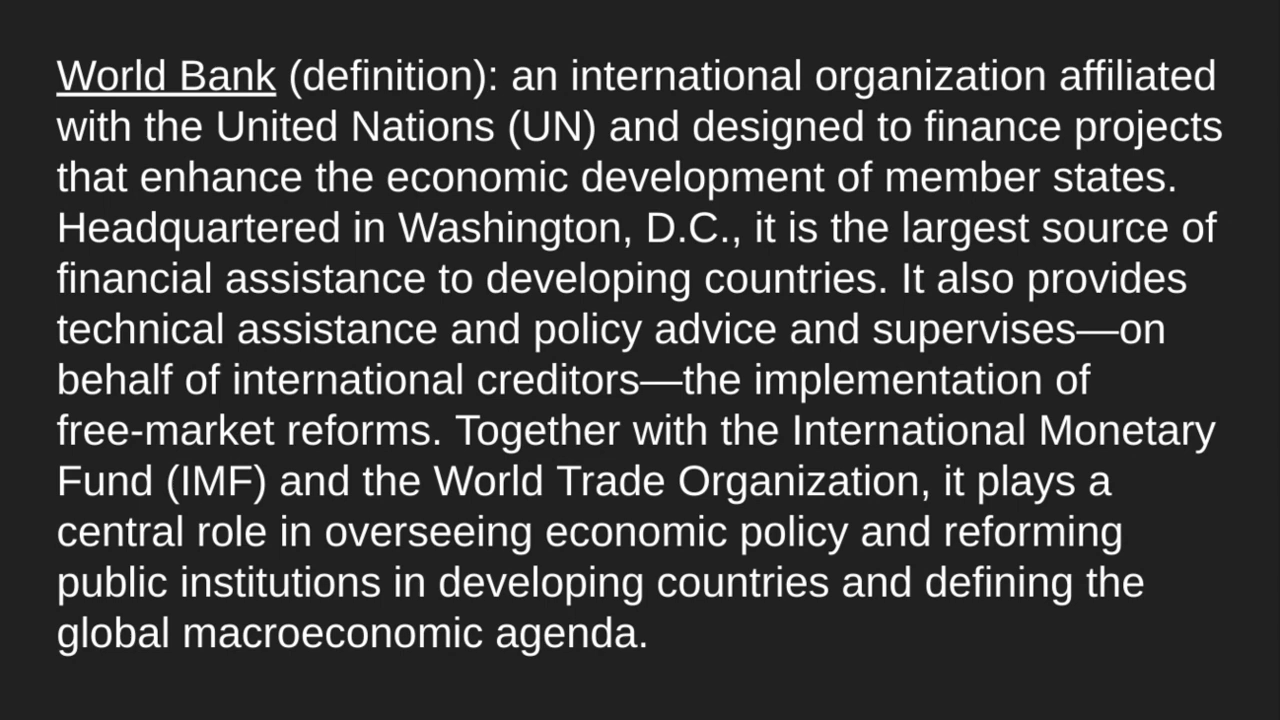 World Bank (definition): an international organization affiliated
with the United Nations (UN) and designed to finance projects
that enhance the economic development of member states.
Headquartered in Washington, D.C., it is the largest source of
financial assistance to developing countries. It also provides
technical assistance and policy advice and supervises—on
behalf of international creditors—the implementation of
free-market reforms. Together with the International Monetary
Fund (IMF) and the World Trade Organization, it plays a
central role in overseeing economic policy and reforming
public institutions in developing countries and defining the
global macroeconomic agenda.